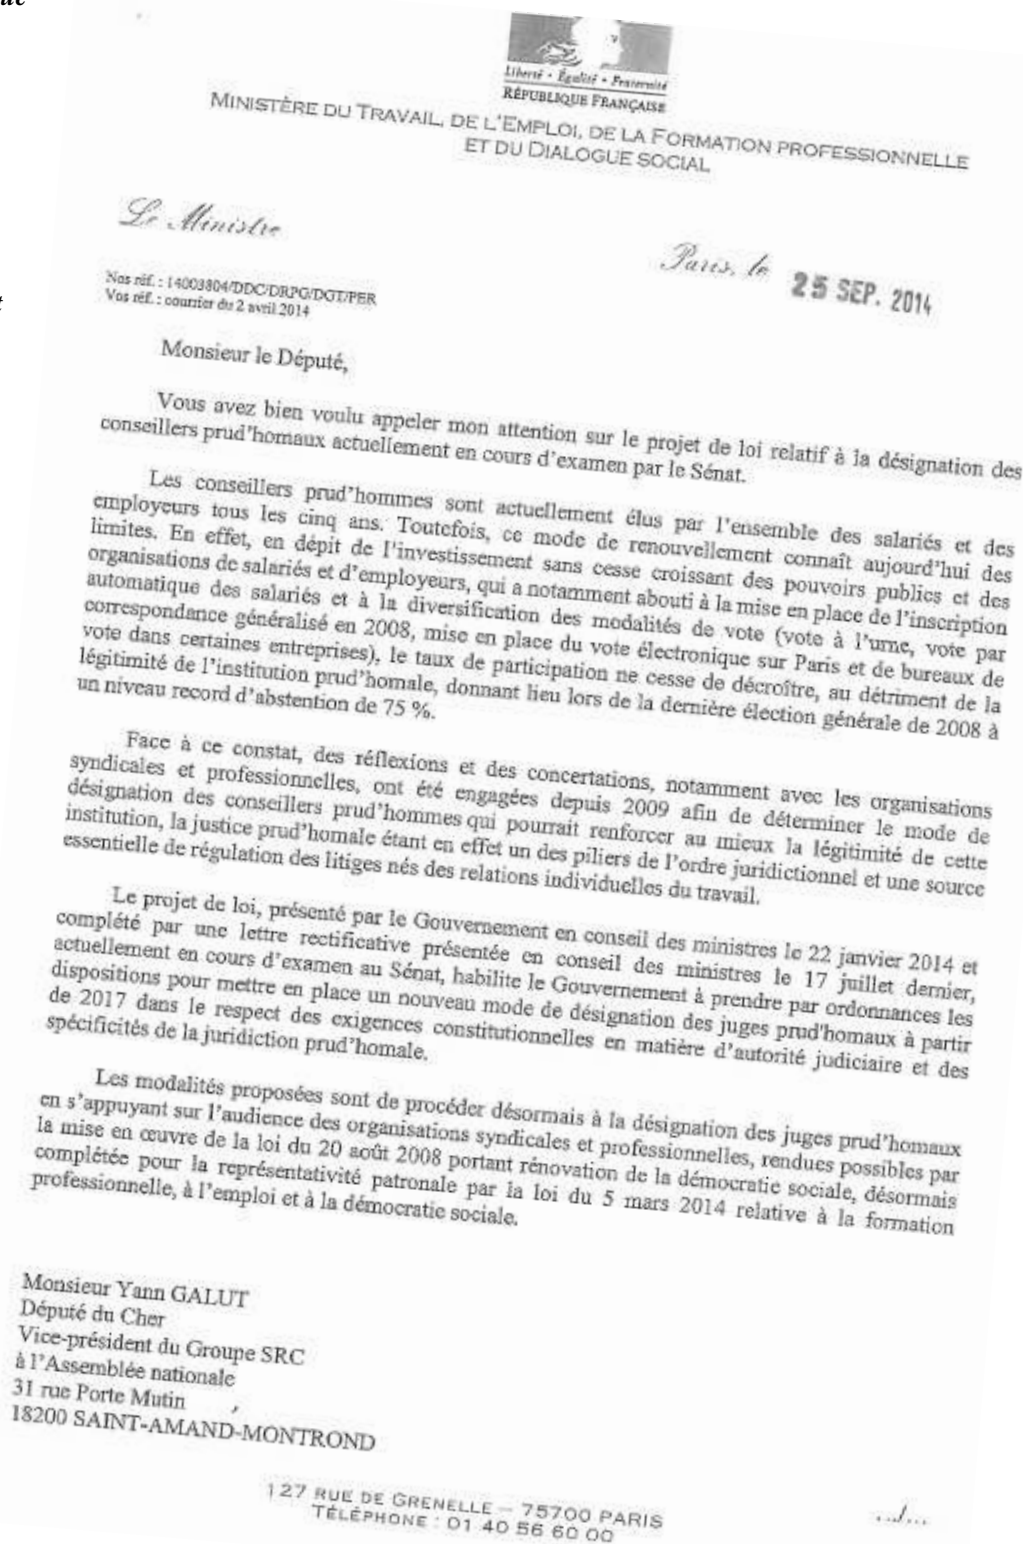 Liberté • Égalité • Fraternité
RÉPUBLIQUE FRANÇAISE
MINISTÈRE DU TRAVAIL, DE L'EMPLOI, DE LA FORMATION PROFESSIONNELLE
ET DU DIALOGUE SOCIAL
Le Ministre
Paris, le 25 SEP. 2014
Nos réf. : 14003804/DDC/DRPG/DGT/PER
Vos réf. : courrier du 2 avril 2014
Monsieur le Député,
Vous avez bien voulu appeler mon attention sur le projet de loi relatif à la désignation des
conseillers prud'homaux actuellement en cours d'examen par le Sénat.
Les conseillers prud'hommes sont actuellement élus par l'ensemble des salariés et des
employeurs tous les cinq ans. Toutefois, ce mode de renouvellement connaît aujourd'hui des
limites. En effet, en dépit de l'investissement sans cesse croissant des pouvoirs publics et des
organisations de salariés et d'employeurs, qui a notamment abouti à la mise en place de l'inscription
automatique des salariés et à la diversification des modalités de vote (vote à l'urne, vote par
correspondance généralisé en 2008, mise en place du vote électronique sur Paris et de bureaux de
vote dans certaines entreprises), le taux de participation ne cesse de décroître, au détriment de la
légitimité de l'institution prud'homale, donnant lieu lors de la dernière élection générale de 2008 à
un niveau record d'abstention de 75 %.
Face à ce constat, des réflexions et des concertations, notamment avec les organisations
syndicales et professionnelles, ont été engagées depuis 2009 afin de déterminer le mode de
désignation des conseillers prud'hommes qui pourrait renforcer au mieux la légitimité de cette
institution, la justice prud'homale étant en effet un des piliers de l'ordre juridictionnel et une source
essentielle de régulation des litiges nés des relations individuelles du travail.
Le projet de loi, présenté par le Gouvernement en conseil des ministres le 22 janvier 2014 et
complété par une lettre rectificative présentée en conseil des ministres le 17 juillet dernier,
actuellement en cours d'examen au Sénat, habilite le Gouvernement à prendre par ordonnances les
dispositions pour mettre en place un nouveau mode de désignation des juges prud'homaux à partir
de 2017 dans le respect des exigences constitutionnelles en matière d'autorité judiciaire et des
spécificités de la juridiction prud'homale.
Les modalités proposées sont de procéder désormais à la désignation des juges prud'homaux
en s'appuyant sur l'audience des organisations syndicales et professionnelles, rendues possibles par
la mise en œuvre de la loi du 20 août 2008 portant rénovation de la démocratie sociale, désormais
complétée pour la représentativité patronale par la loi du 5 mars 2014 relative à la formation
professionnelle, à l'emploi et à la démocratie sociale.
Monsieur Yann GALUT
Député du Cher
Vice-président du Groupe SRC
à l'Assemblée nationale
31 rue Porte Mutin
18200 SAINT-AMAND-MONTROND
127 RUE DE GRENELLE – 75700 PARIS
TÉLÉPHONE : 01 40 56 60 00
.../...